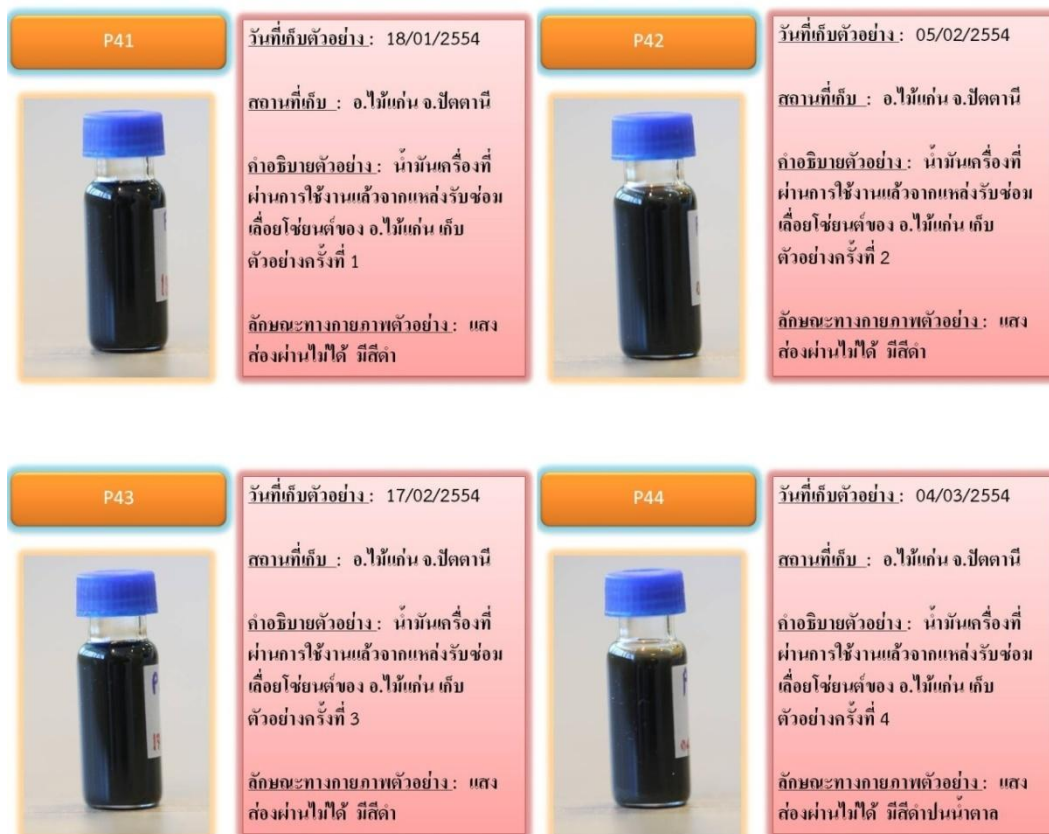 P41
วันที่เก็บตัวอย่าง : 18/01/2554
สถานที่เก็บ : อ.ไม้แก่น จ.ปัตตานี
คำอธิบายตัวอย่าง : น้ำมันเครื่องที่
ผ่านการใช้งานแล้วจากแหล่งรับซ่อม
เลื่อยโซ่ยนต์ของ อ.ไม้แก่น เก็บ
ตัวอย่างครั้งที่ 1
ลักษณะทางกายภาพตัวอย่าง : แสง
ส่องผ่านไม่ได้ มีสีดำ
P42
วันที่เก็บตัวอย่าง : 05/02/2554
สถานที่เก็บ : อ.ไม้แก่น จ.ปัตตานี
คำอธิบายตัวอย่าง : น้ำมันเครื่องที่
ผ่านการใช้งานแล้วจากแหล่งรับซ่อม
เลื่อยโซ่ยนต์ของ อ.ไม้แก่น เก็บ
ตัวอย่างครั้งที่ 2
ลักษณะทางกายภาพตัวอย่าง : แสง
ส่องผ่านไม่ได้ มีสีดำ
P43
วันที่เก็บตัวอย่าง : 17/02/2554
สถานที่เก็บ : อ.ไม้แก่น จ.ปัตตานี
คำอธิบายตัวอย่าง : น้ำมันเครื่องที่
ผ่านการใช้งานแล้วจากแหล่งรับซ่อม
เลื่อยโซ่ยนต์ของ อ.ไม้แก่น เก็บ
ตัวอย่างครั้งที่ 3
ลักษณะทางกายภาพตัวอย่าง : แสง
ส่องผ่านไม่ได้ มีสีดำ
P44
วันที่เก็บตัวอย่าง : 04/03/2554
สถานที่เก็บ : อ.ไม้แก่น จ.ปัตตานี
คำอธิบายตัวอย่าง : น้ำมันเครื่องที่
ผ่านการใช้งานแล้วจากแหล่งรับซ่อม
เลื่อยโซ่ยนต์ของ อ.ไม้แก่น เก็บ
ตัวอย่างครั้งที่ 4
ลักษณะทางกายภาพตัวอย่าง : แสง
ส่องผ่านไม่ได้ มีสีดำปนน้ำตาล